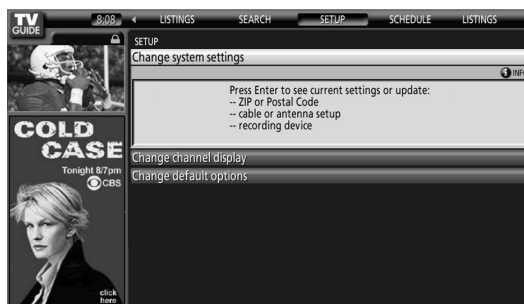 TV
GUIDE
8:08
LISTINGS SEARCH SETUP SCHEDULE LISTINGS
SETUP
Change system settings
INFO
Press Enter to see current settings or update:
-- ZIP or Postal Code
-- cable or antenna setup
-- recording device
Change channel display
Change default options
COLD
CASE
Tonight 8/7pm
CBS
click
here